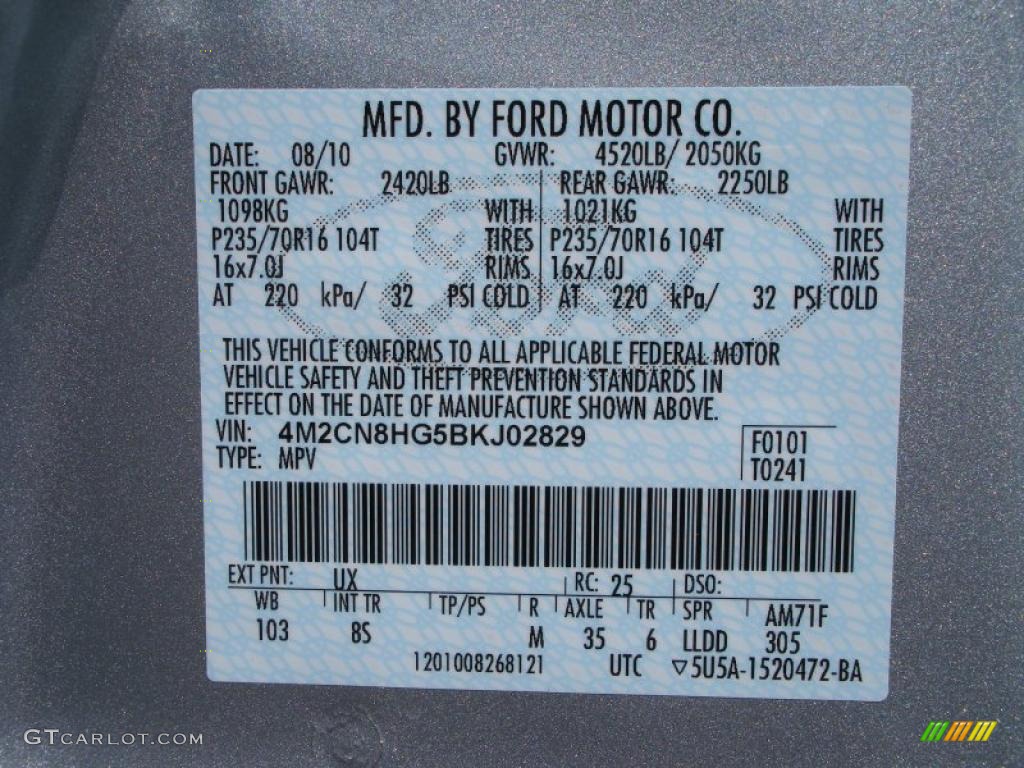 MFD. BY FORD MOTOR CO.
DATE: 08/10 GVWR: 4520LB/ 2050KG
FRONT GAWR: 2420LB REAR GAWR: 2250LB
1098KG WITH 1021KG WITH
P235/70R16 104T TIRES P235/70R16 104T TIRES
16x7.0J RIMS 16x7.0J RIMS
AT 220 kPa/ 32 PSI COLD AT 220 kPa/ 32 PSI COLD
Ford
THIS VEHICLE CONFORMS TO ALL APPLICABLE FEDERAL MOTOR
VEHICLE SAFETY AND THEFT PREVENTION STANDARDS IN
EFFECT ON THE DATE OF MANUFACTURE SHOWN ABOVE.
VIN: 4M2CN8HG5BKJ02829 F0101
TYPE: MPV T0241
EXT PNT: UX RC: 25 DSO:
WB INT TR TP/PS R AXLE TR SPR AM71F
103 8S M 35 6 LLDD 305
1201008268121 UTC ▽5U5A-1520472-BA
GTCARLOT.COM